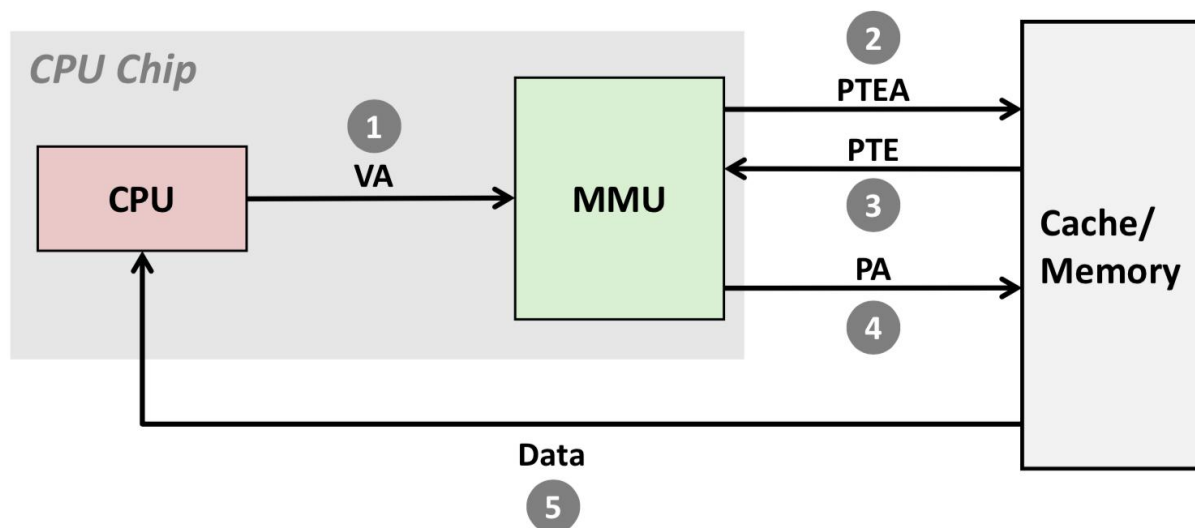 CPU Chip
2
PTEA
1
VA
CPU
MMU
PTE
3
Cache/
Memory
PA
4
Data
5